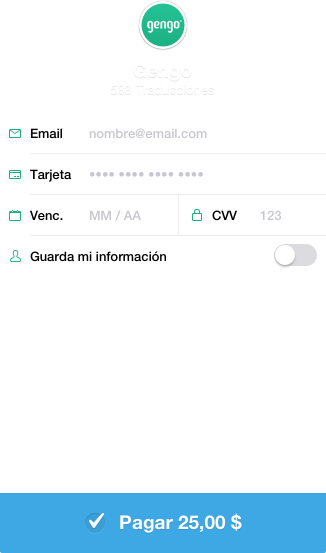 gengo
Gengo
563 Traducciones
Email nombre@email.com
Tarjeta •••• •••• •••• ••••
Venc. MM / AA CVV 123
Guarda mi información
Pagar 25,00 $